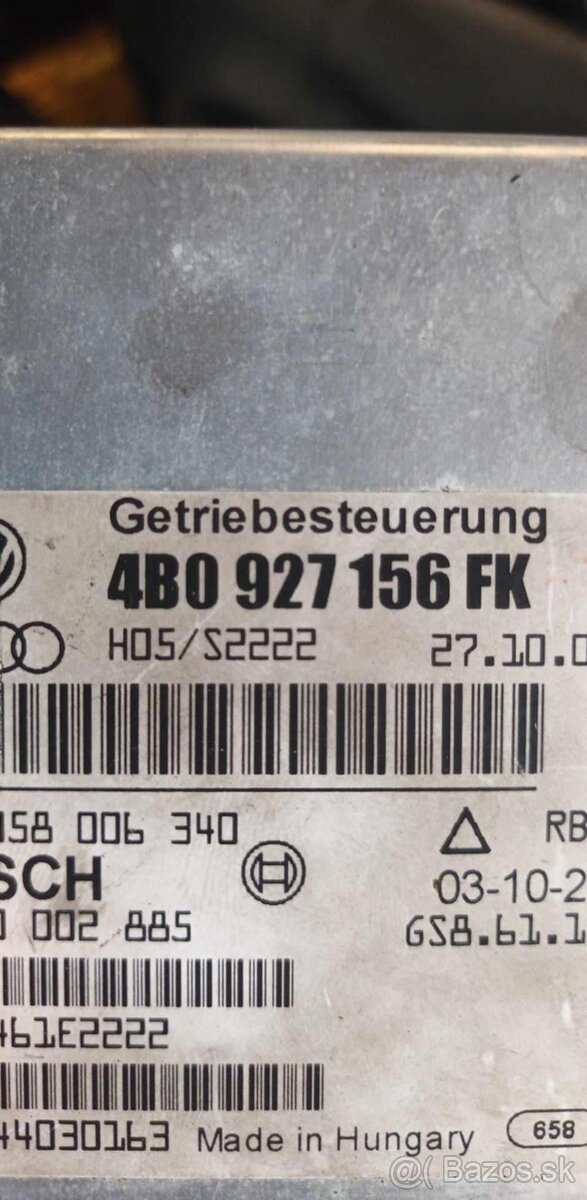 Getriebesteuerung
4B0 927 156 FK
H05/S2222 27.10.0
158 006 340 RB
SCH 03-10-2
002 885 GS8.61.1
461E2222
44030163 Made in Hungary 658
@( Bazos.sk